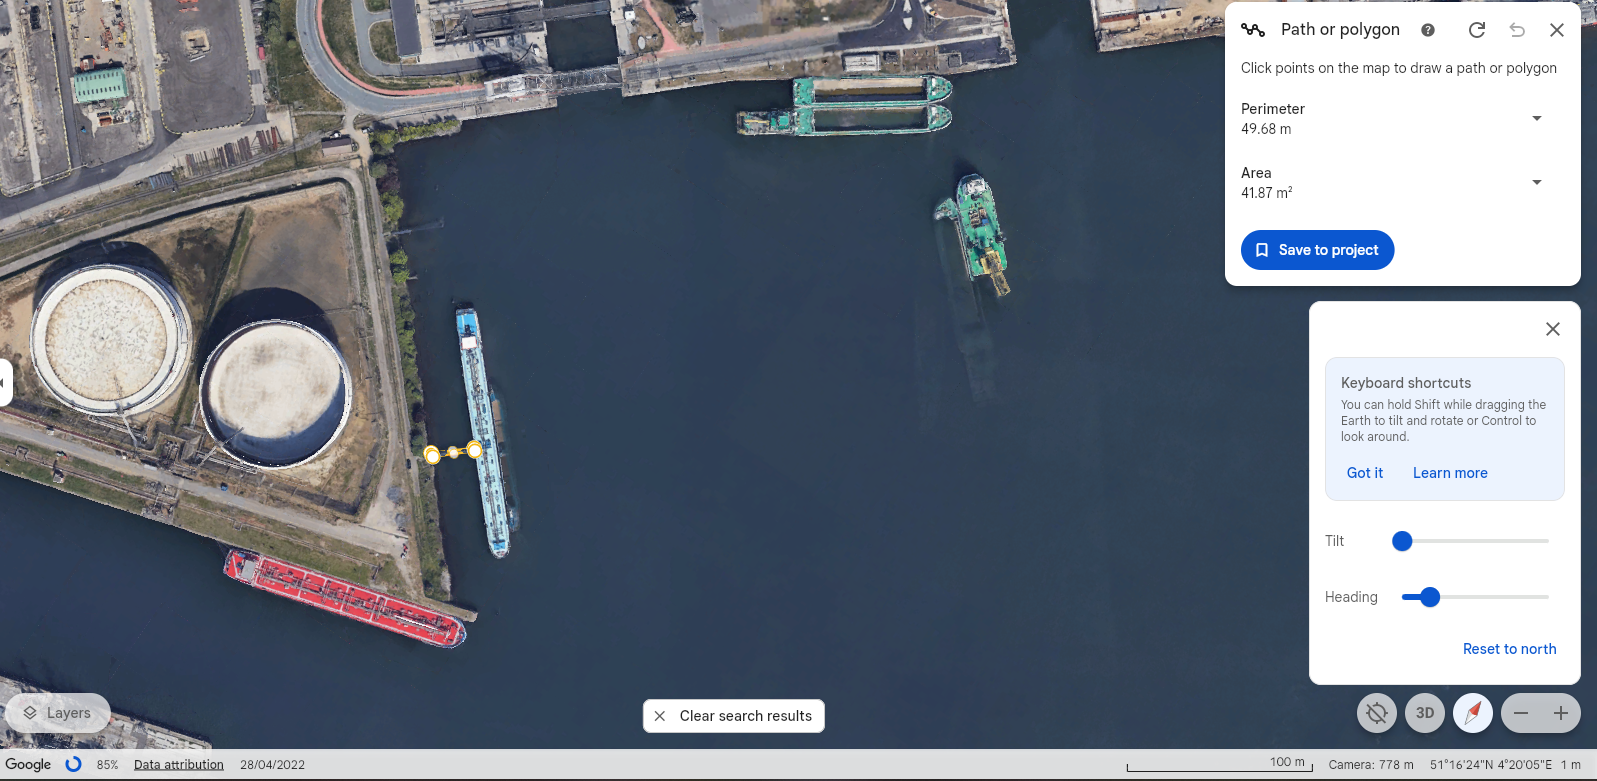 Path or polygon
Click points on the map to draw a path or polygon
Perimeter
49.68 m
Area
41.87 m²
Save to project
Keyboard shortcuts
You can hold Shift while dragging the
Earth to tilt and rotate or Control to
look around.
Got it Learn more
Tilt
Heading
Reset to north
Layers
Clear search results
3D
Google 85% Data attribution 28/04/2022 100 m Camera: 778 m 51°16'24"N 4°20'05"E 1 m